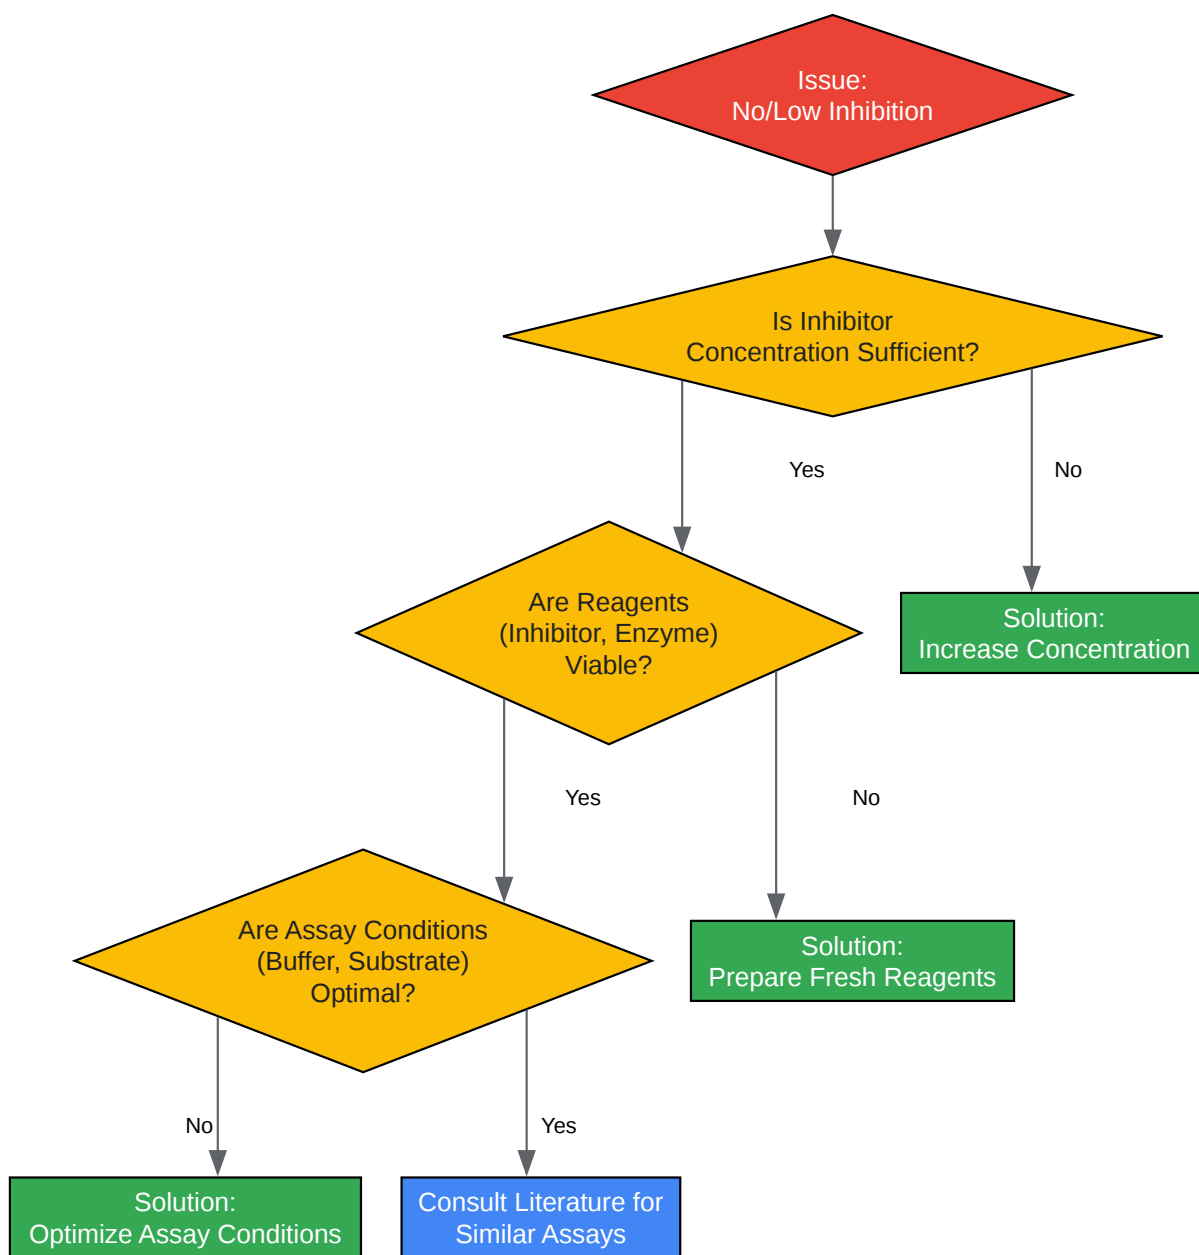 Issue:
No/Low Inhibition
Is Inhibitor
Concentration Sufficient?
Yes
No
Are Reagents
(Inhibitor, Enzyme)
Viable?
Solution:
Increase Concentration
Yes
No
Are Assay Conditions
(Buffer, Substrate)
Optimal?
Solution:
Prepare Fresh Reagents
No
Yes
Solution:
Optimize Assay Conditions
Consult Literature for
Similar Assays